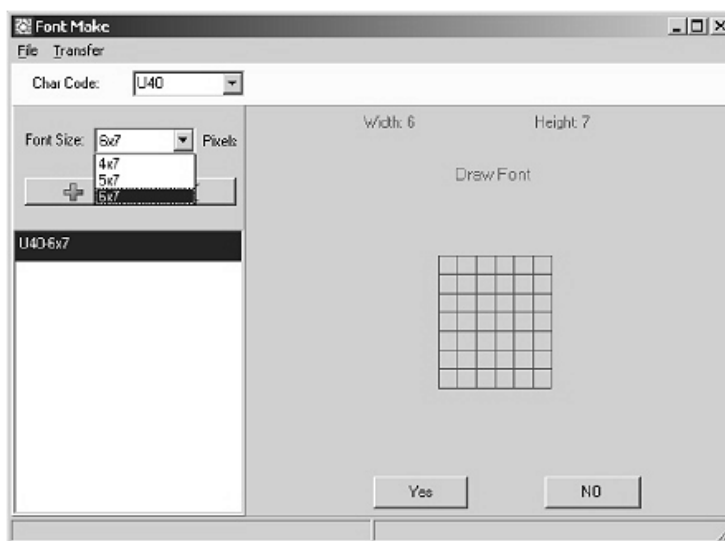 Font Make
File Transfer
Char Code: U40
Width: 6 Height: 7
Font Size: 6x7 Pixels
4x7
5x7
6x7
Draw Font
U40-6x7
Yes NO